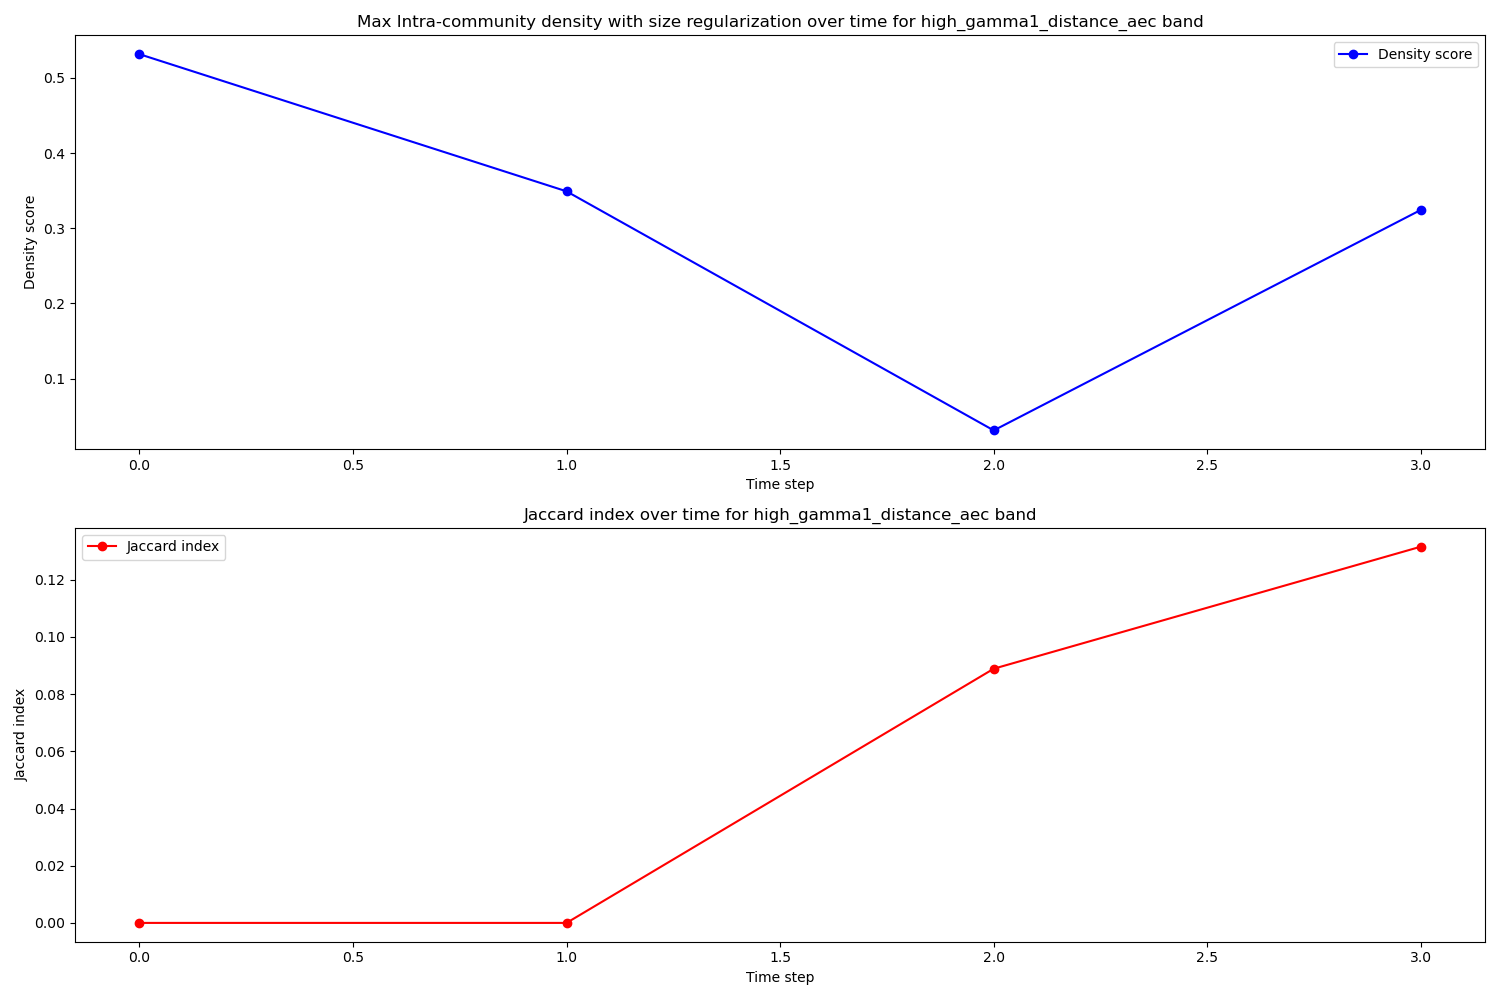 Max Intra-community density with size regularization over time for high_gamma1_distance_aec band
Density score
0.5
0.4
0.3
0.2
0.1
Density score
0.0 0.5 1.0 1.5 2.0 2.5 3.0
Time step
Jaccard index over time for high_gamma1_distance_aec band
Jaccard index
0.12
0.10
0.08
0.06
0.04
0.02
0.00
Jaccard index
0.0 0.5 1.0 1.5 2.0 2.5 3.0
Time step